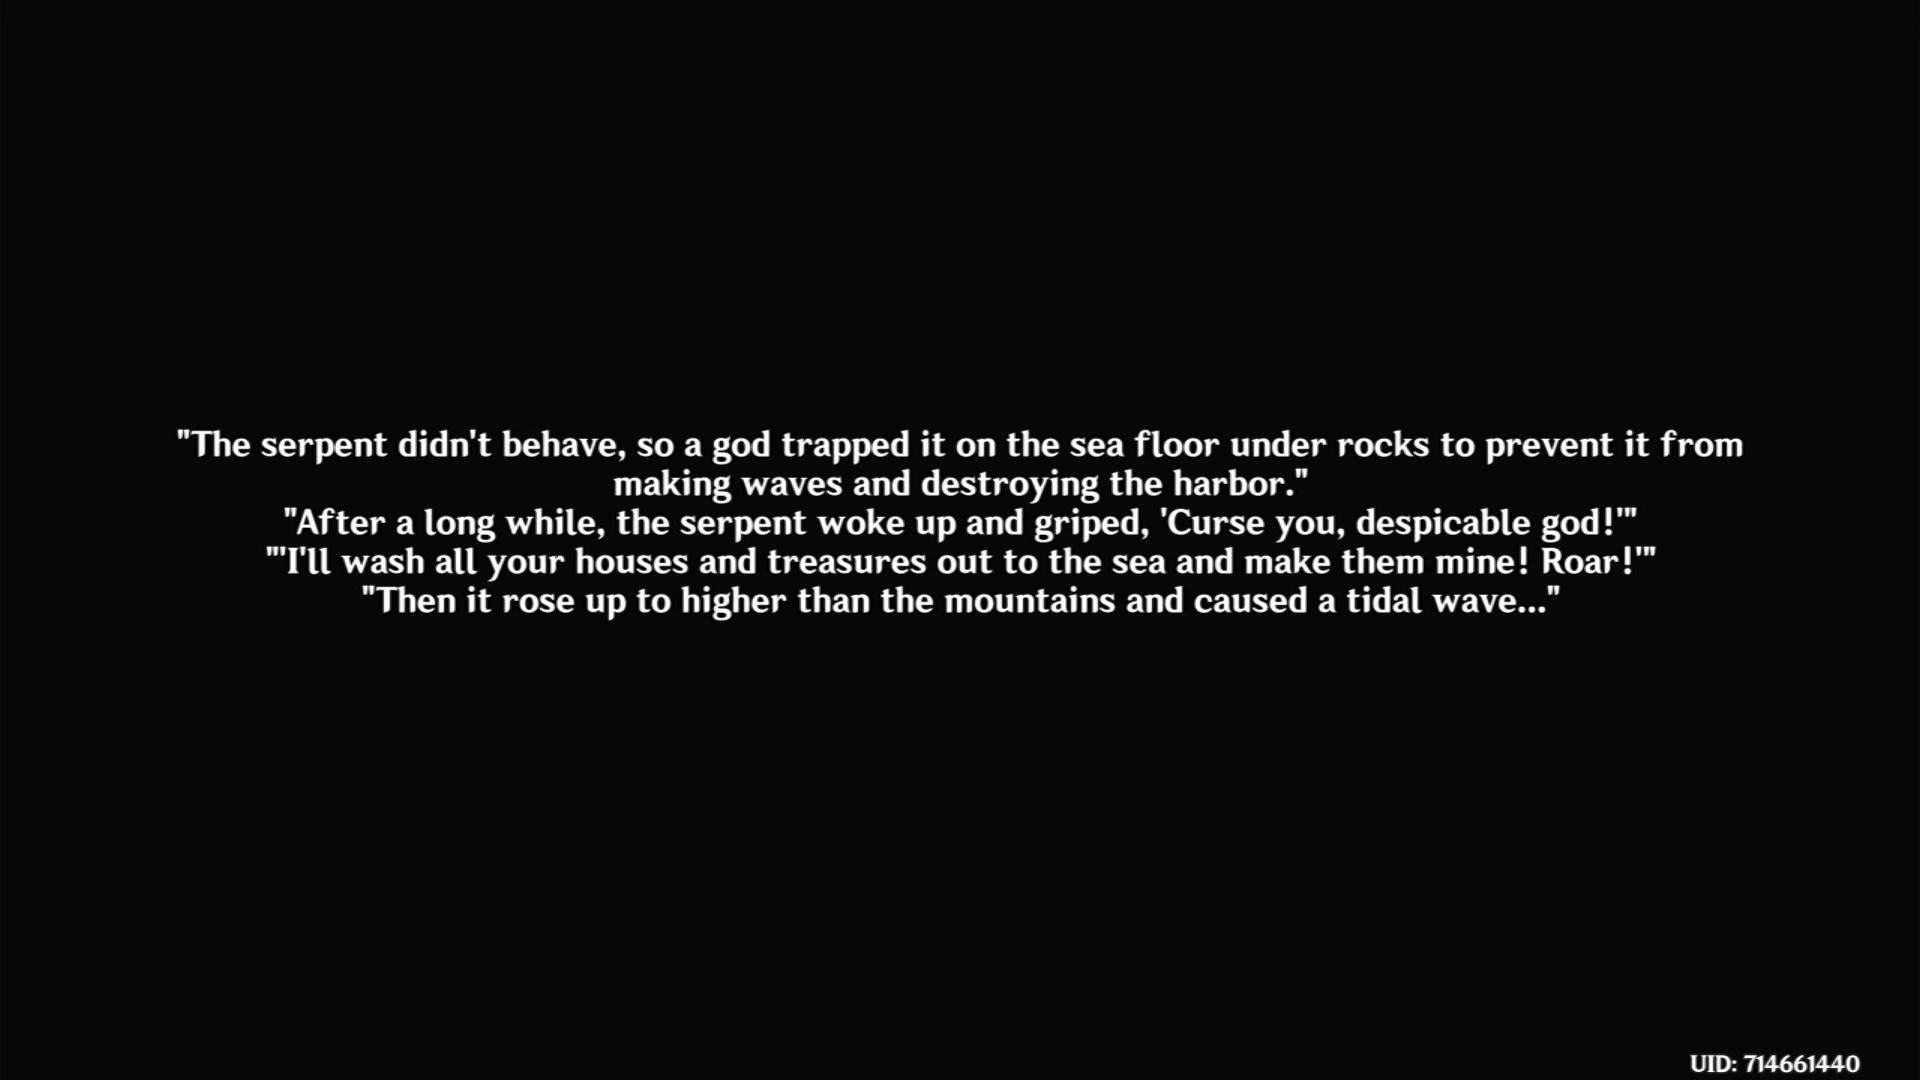 "The serpent didn't behave, so a god trapped it on the sea floor under rocks to prevent it from
making waves and destroying the harbor."
"After a long while, the serpent woke up and griped, 'Curse you, despicable god!'"
"'I'll wash all your houses and treasures out to the sea and make them mine! Roar!'"
"Then it rose up to higher than the mountains and caused a tidal wave..."
UID: 714661440